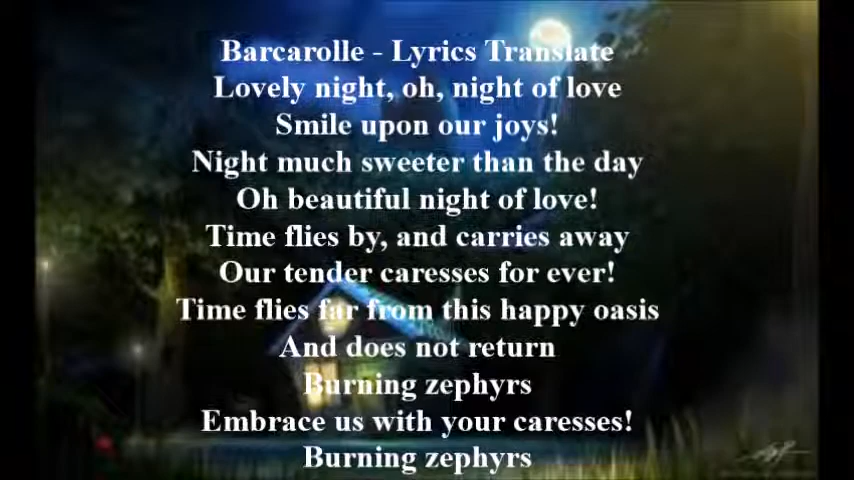 Barcarolle - Lyrics Translate
Lovely night, oh, night of love
Smile upon our joys!
Night much sweeter than the day
Oh beautiful night of love!
Time flies by, and carries away
Our tender caresses for ever!
Time flies far from this happy oasis
And does not return
Burning zephyrs
Embrace us with your caresses!
Burning zephyrs